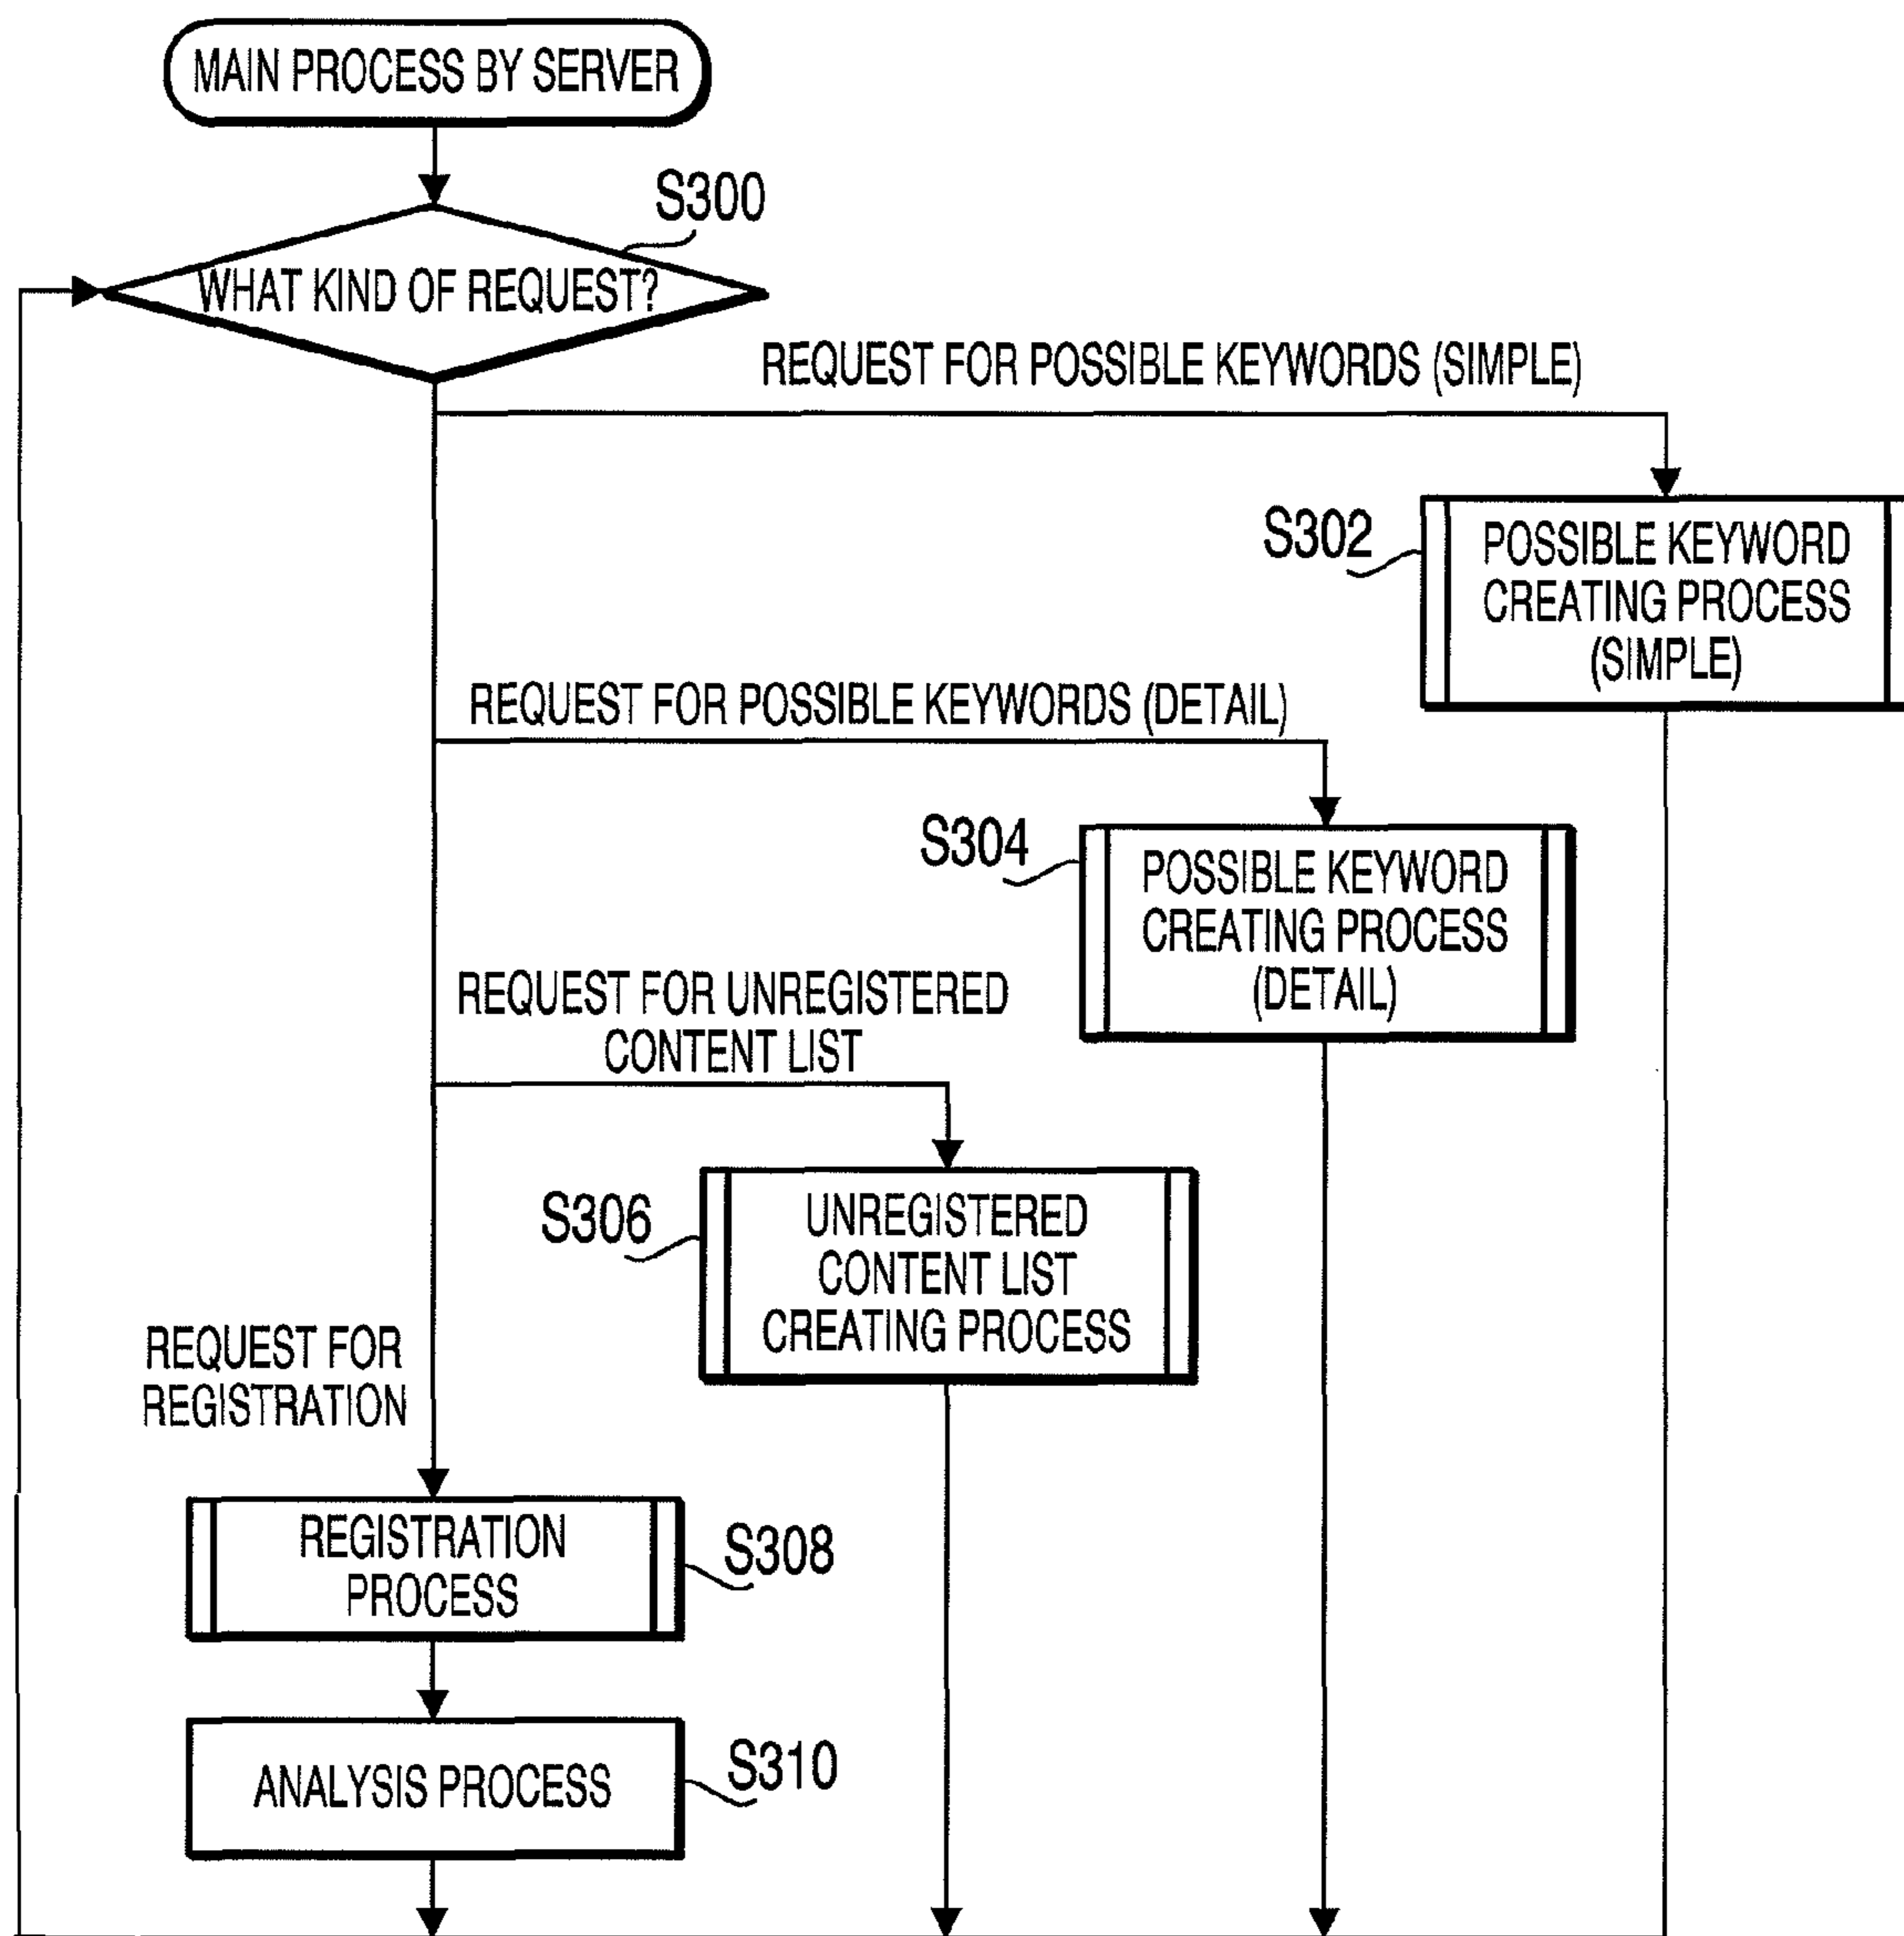 MAIN PROCESS BY SERVER
S300
WHAT KIND OF REQUEST?
REQUEST FOR POSSIBLE KEYWORDS (SIMPLE)
S302
POSSIBLE KEYWORD
CREATING PROCESS
(SIMPLE)
REQUEST FOR POSSIBLE KEYWORDS (DETAIL)
S304
POSSIBLE KEYWORD
CREATING PROCESS
(DETAIL)
REQUEST FOR UNREGISTERED
CONTENT LIST
S306
UNREGISTERED
CONTENT LIST
CREATING PROCESS
REQUEST FOR
REGISTRATION
REGISTRATION
PROCESS
S308
ANALYSIS PROCESS
S310